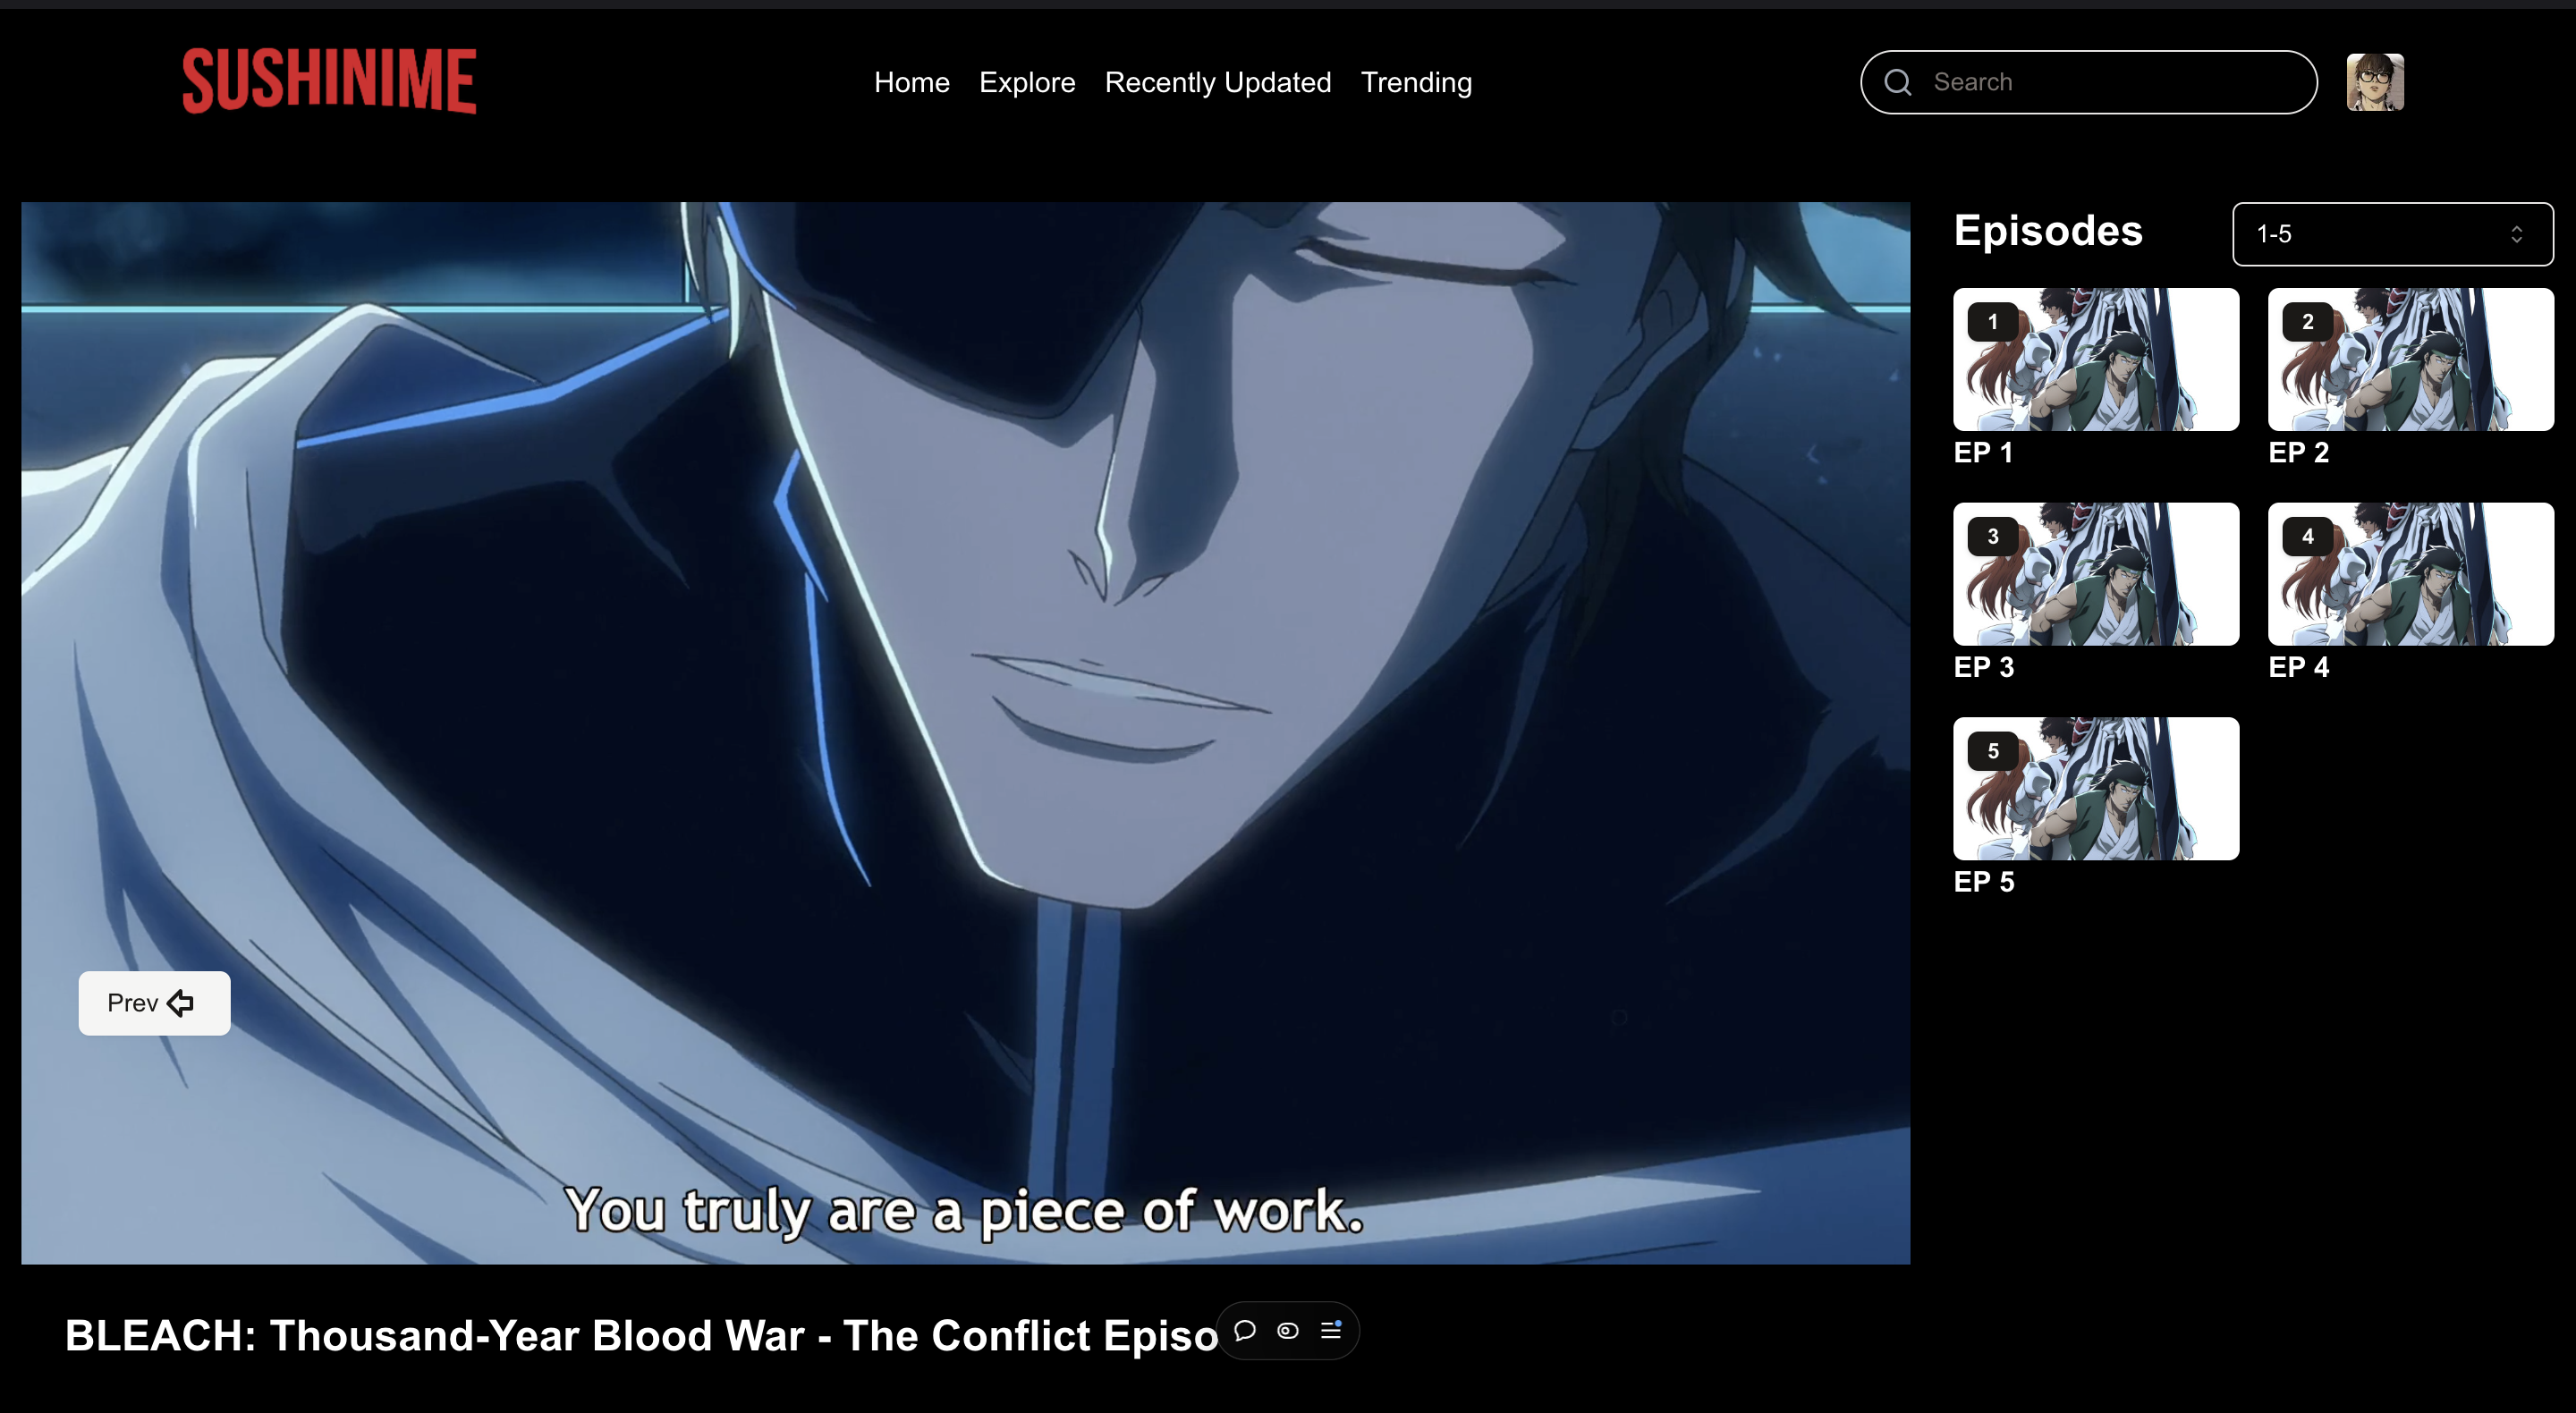 SUSHINIME
Home Explore Recently Updated Trending
Search
Episodes
1-5
1
2
EP 1
EP 2
3
4
EP 3
EP 4
5
EP 5
Prev
You truly are a piece of work.
BLEACH: Thousand-Year Blood War - The Conflict Episo